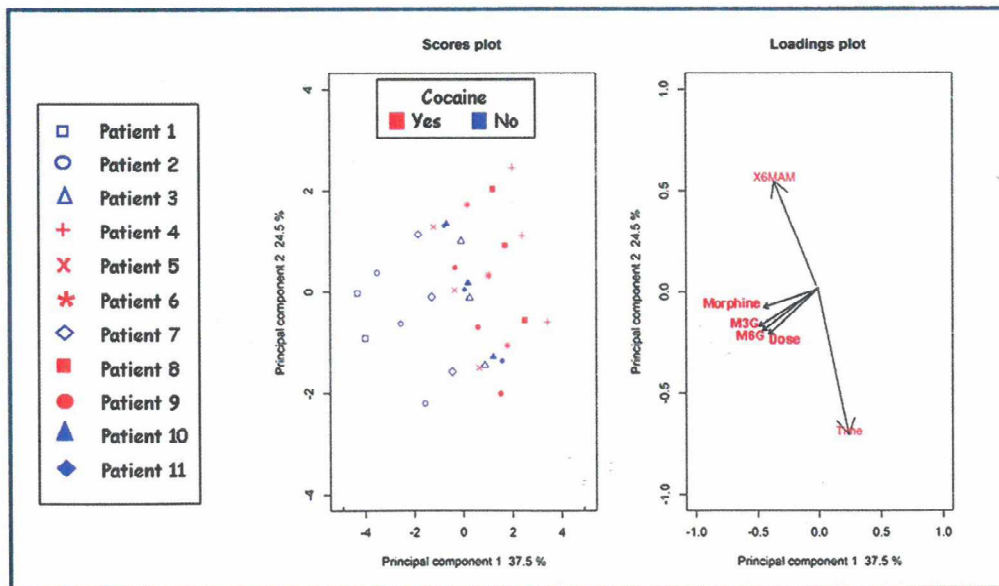 Scores plot
Loadings plot
Cocaine
Yes
No
Patient 1
Patient 2
Patient 3
Patient 4
Patient 5
Patient 6
Patient 7
Patient 8
Patient 9
Patient 10
Patient 11
Principal component 2 24.5 %
4
2
0
-2
-4
-4
-2
0
2
4
Principal component 1 37.5 %
Principal component 2 24.5 %
1.0
0.5
0.0
-0.5
-1.0
X6MAM
Morphine
M3G
M6G
Dose
Time
-1.0
-0.5
0.0
0.5
1.0
Principal component 1 37.5 %